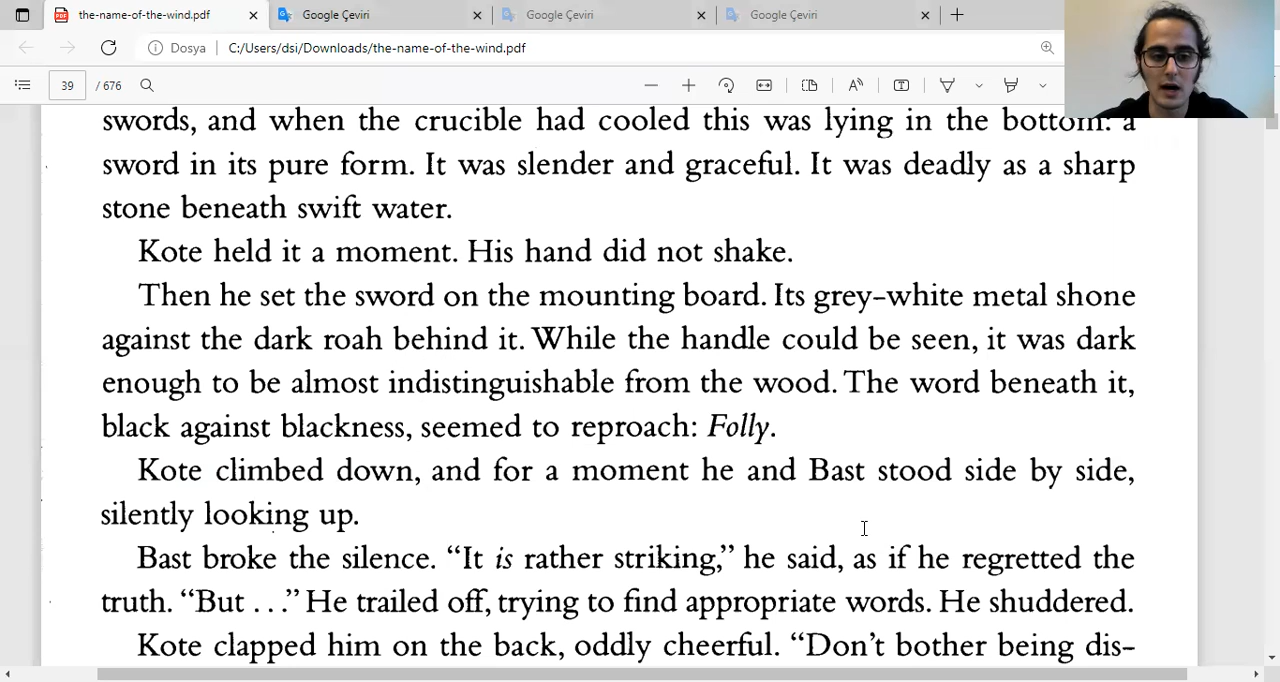 the-name-of-the-wind.pdf
Google Çeviri
Google Çeviri
Google Çeviri
Dosya
C:/Users/dsi/Downloads/the-name-of-the-wind.pdf
39 / 676
swords, and when the crucible had cooled this was lying in the bottom: a
sword in its pure form. It was slender and graceful. It was deadly as a sharp
stone beneath swift water.
Kote held it a moment. His hand did not shake.
Then he set the sword on the mounting board. Its grey-white metal shone
against the dark roah behind it. While the handle could be seen, it was dark
enough to be almost indistinguishable from the wood. The word beneath it,
black against blackness, seemed to reproach: Folly.
Kote climbed down, and for a moment he and Bast stood side by side,
silently looking up.
Bast broke the silence. “It is rather striking,” he said, as if he regretted the
truth. “But . . .” He trailed off, trying to find appropriate words. He shuddered.
Kote clapped him on the back, oddly cheerful. “Don’t bother being dis-